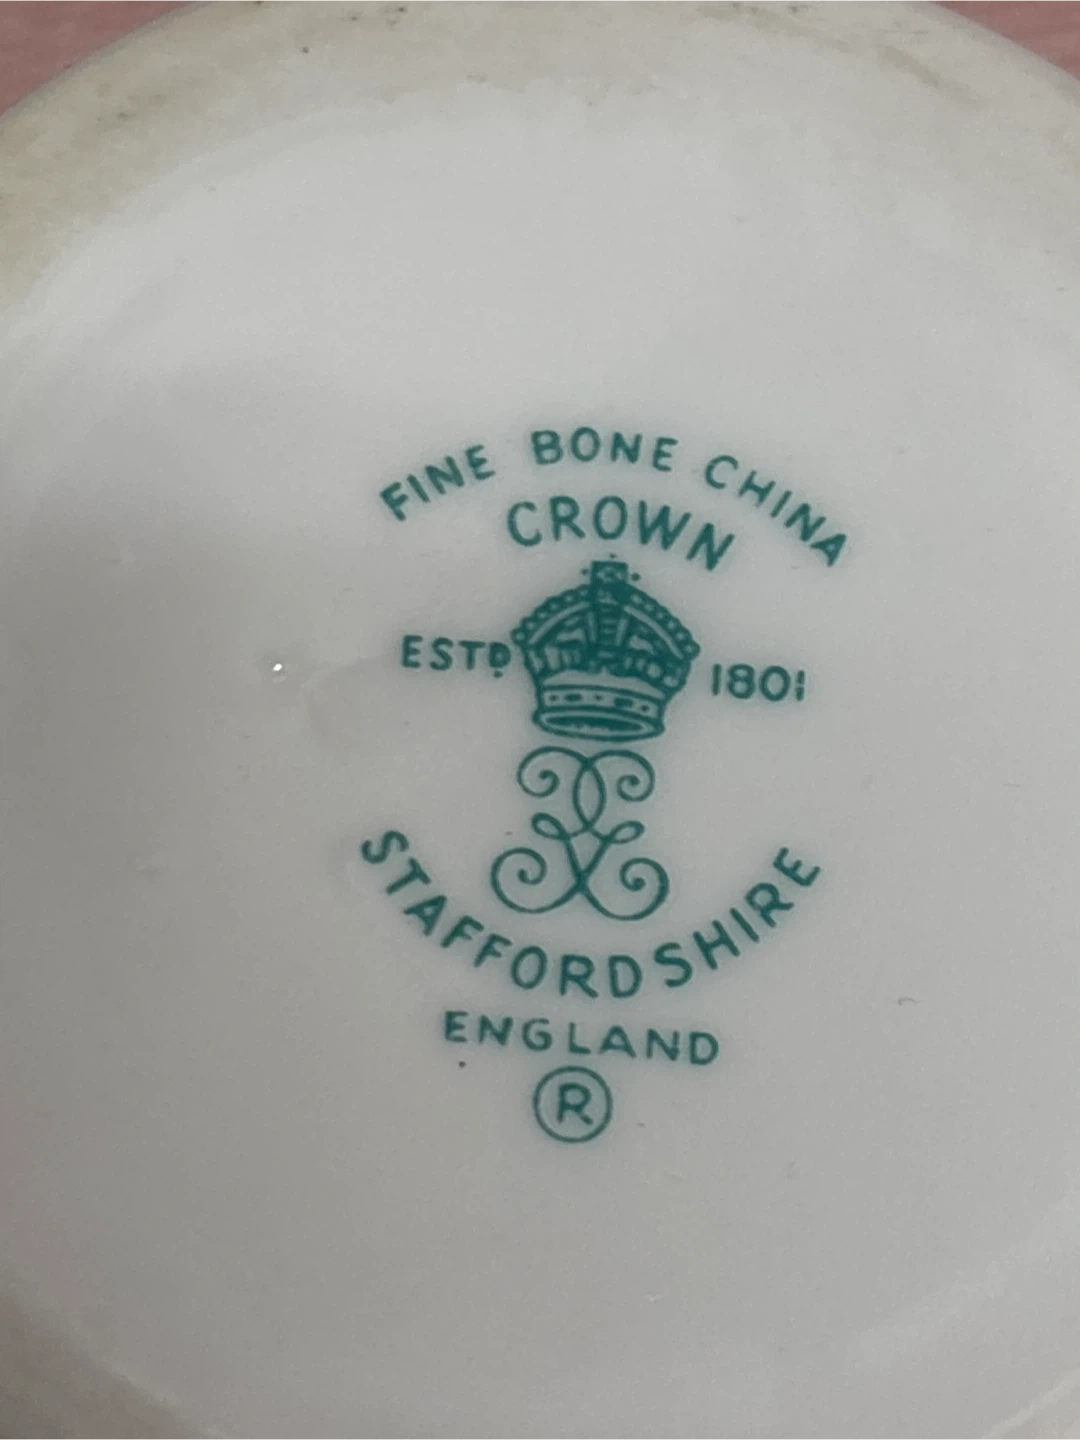 FINE BONE CHINA
CROWN
ESTD 1801
STAFFORDSHIRE
ENGLAND
®